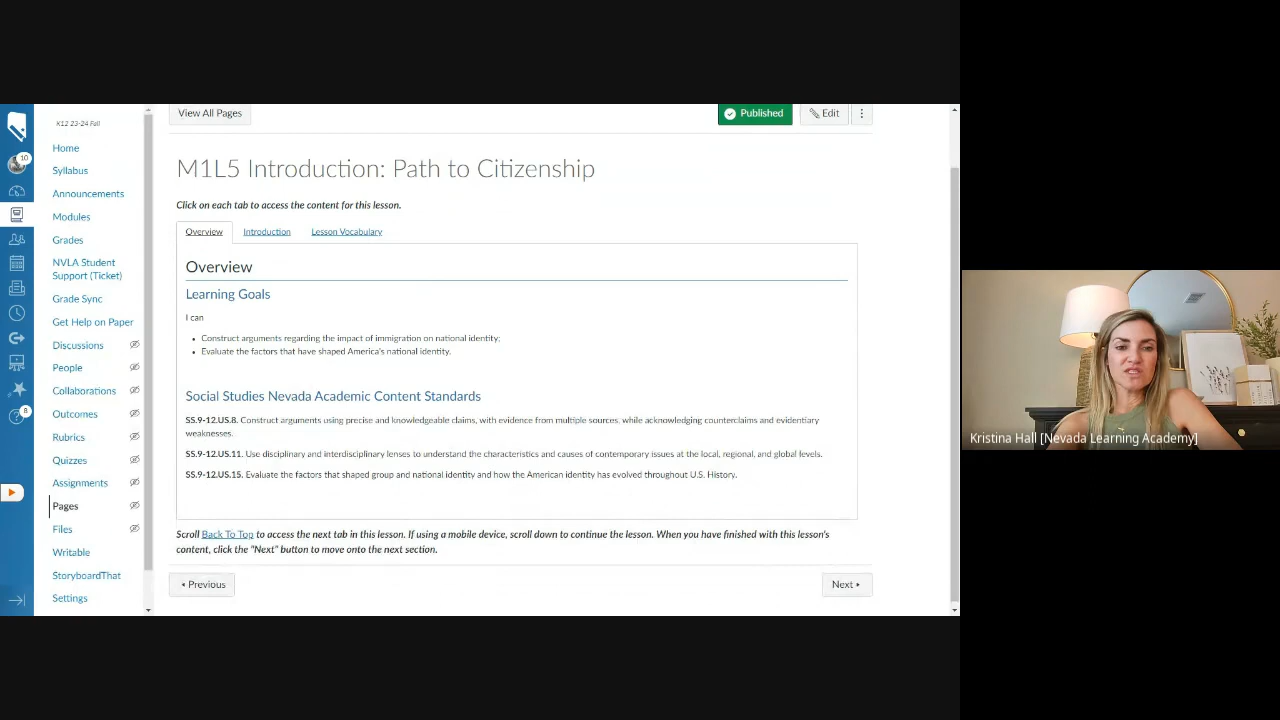 View All Pages
Published
Edit
K12 23-24 Fall
10
Home
Syllabus
Announcements
Modules
Grades
NVLA Student
Support (Ticket)
Grade Sync
Get Help on Paper
Discussions
People
Collaborations
Outcomes
Rubrics
Quizzes
Assignments
Pages
Files
Writable
StoryboardThat
Settings
8
M1L5 Introduction: Path to Citizenship
Click on each tab to access the content for this lesson.
Overview
Introduction
Lesson Vocabulary
Overview
Learning Goals
I can
• Construct arguments regarding the impact of immigration on national identity;
• Evaluate the factors that have shaped America's national identity.
Social Studies Nevada Academic Content Standards
SS.9-12.US.8. Construct arguments using precise and knowledgeable claims, with evidence from multiple sources, while acknowledging counterclaims and evidentiary
weaknesses.
SS.9-12.US.11. Use disciplinary and interdisciplinary lenses to understand the characteristics and causes of contemporary issues at the local, regional, and global levels.
SS.9-12.US.15. Evaluate the factors that shaped group and national identity and how the American identity has evolved throughout U.S. History.
Scroll Back To Top to access the next tab in this lesson. If using a mobile device, scroll down to continue the lesson. When you have finished with this lesson's
content, click the "Next" button to move onto the next section.
Previous
Next
Kristina Hall [Nevada Learning Academy]